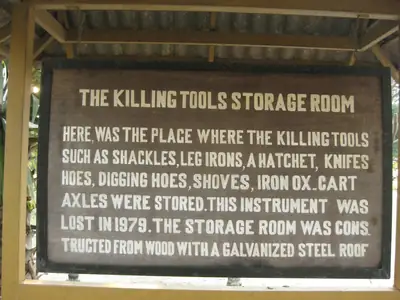 THE KILLING TOOLS STORAGE ROOM
HERE, WAS THE PLACE WHERE THE KILLING TOOLS
SUCH AS SHACKLES, LEG IRONS, A HATCHET, KNIFES
HOES, DIGGING HOES, SHOVES, IRON OX. CART
AXLES WERE STORED. THIS INSTRUMENT WAS
LOST IN 1979. THE STORAGE ROOM WAS CONS.
TRUCTED FROM WOOD WITH A GALVANIZED STEEL ROOF